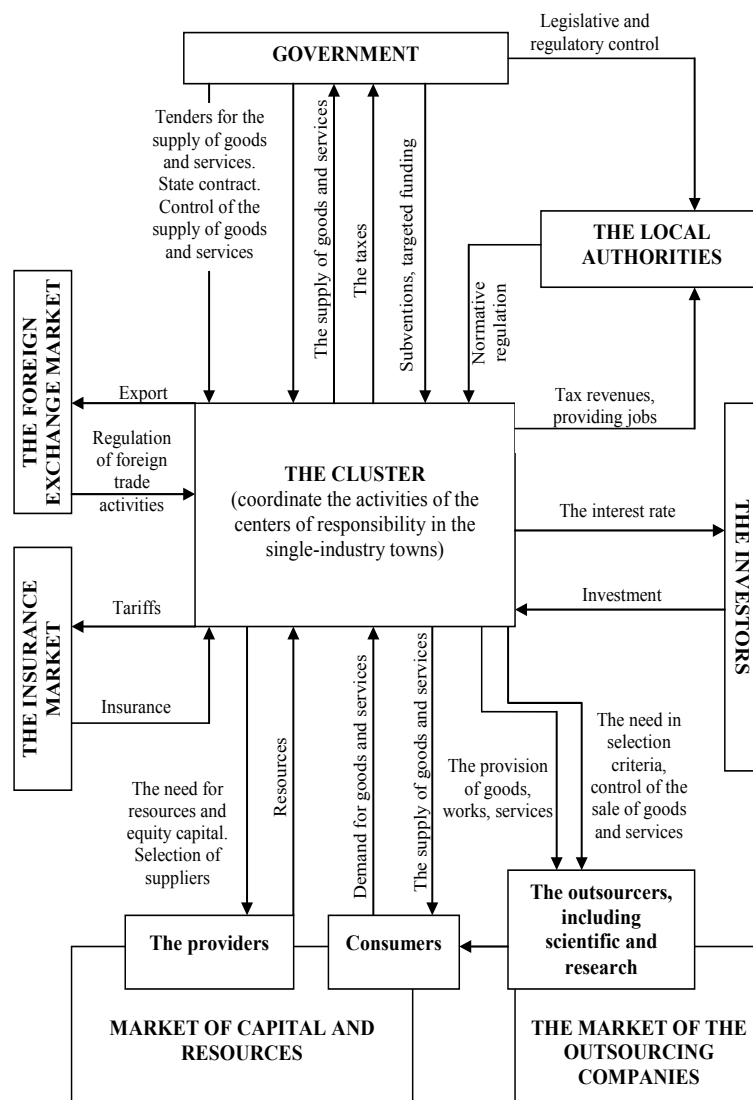 Legislative and
regulatory control
GOVERNMENT
Tenders for the
supply of goods
and services.
State contract.
Control of the
supply of goods
and services
The supply of goods and services
The taxes
Subventions, targeted funding
Normative
regulation
THE LOCAL
AUTHORITIES
THE FOREIGN
EXCHANGE MARKET
Export
Regulation
of foreign
trade
activities
Tax revenues,
providing jobs
THE CLUSTER
(coordinate the activities of the
centers of responsibility in the
single-industry towns)
The interest rate
Investment
THE INVESTORS
THE INSURANCE
MARKET
Tariffs
Insurance
The need for
resources and
equity capital.
Selection of
suppliers
Resources
Demand for goods and services
The supply of goods and services
The provision
of goods,
works, services
The need in
selection
criteria,
control of the
sale of goods
and services
The providers
Consumers
The outsourcers,
including
scientific and
research
MARKET OF CAPITAL AND
RESOURCES
THE MARKET OF THE
OUTSOURCING
COMPANIES